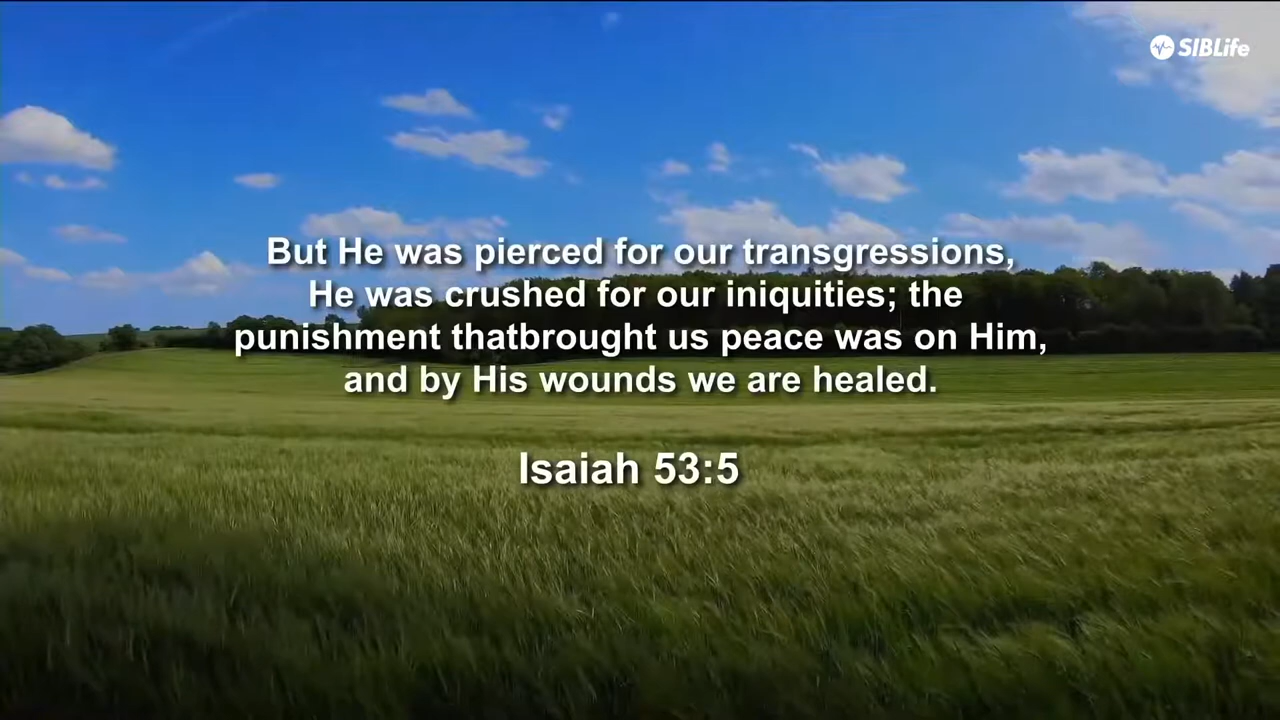 SIBLife
But He was pierced for our transgressions,
He was crushed for our iniquities; the
punishment thatbrought us peace was on Him,
and by His wounds we are healed.
Isaiah 53:5